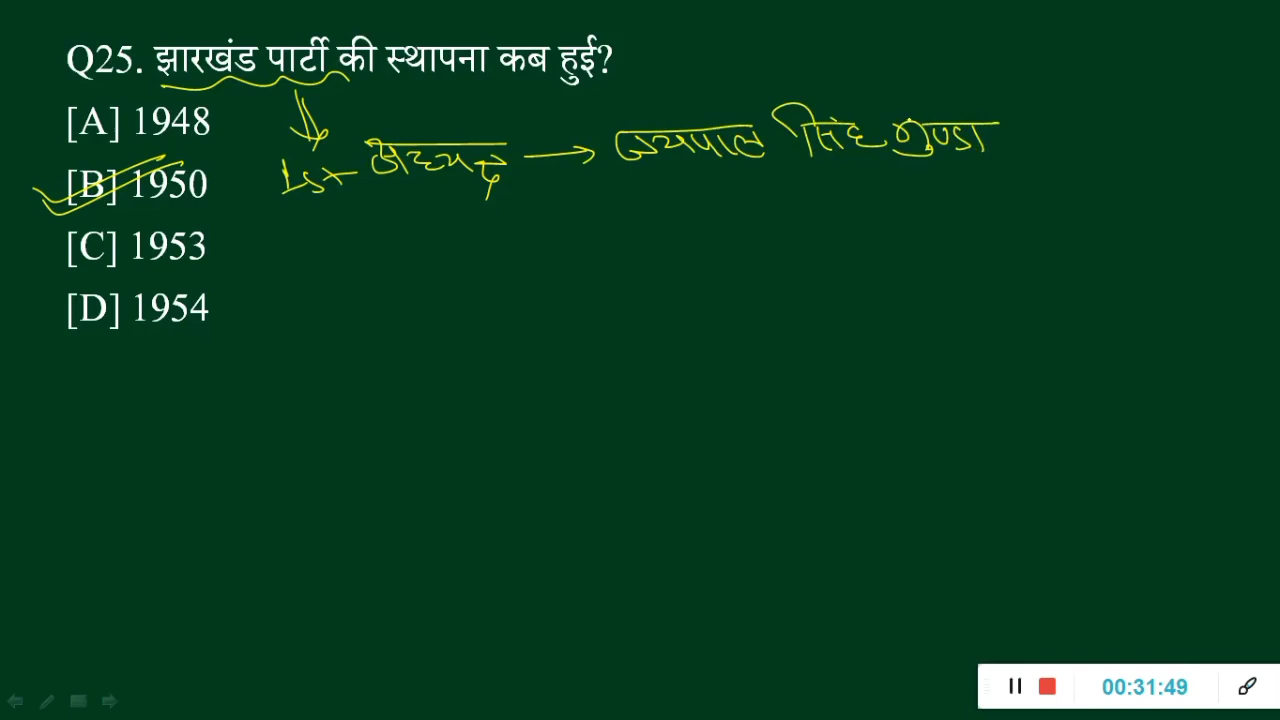 Q25. झारखंड पार्टी की स्थापना कब हुई?
[A] 1948
1st अध्यक्ष → जयपाल सिंह मुण्डा
[B] 1950
[C] 1953
[D] 1954
00:31:49